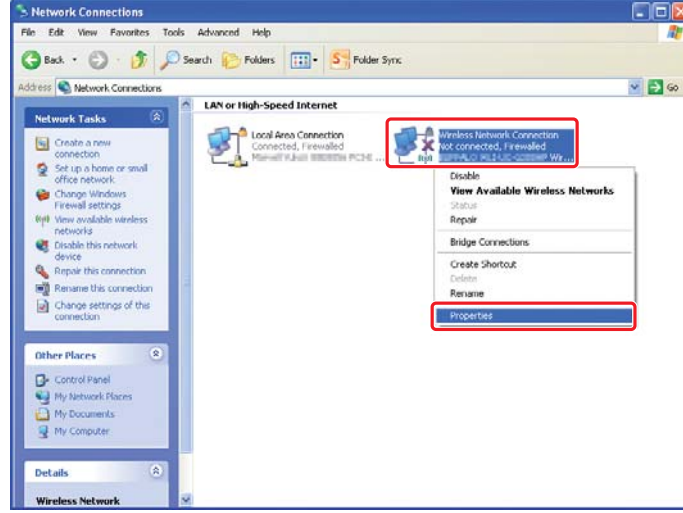 Network Connections
File Edit View Favorites Tools Advanced Help
Back Search Folders Folder Sync
Address Network Connections Go
Network Tasks
Create a new
connection
Set up a home or small
office network
Change Windows
Firewall settings
View available wireless
networks
Disable this network
device
Repair this connection
Rename this connection
Change settings of this
connection
Other Places
Control Panel
My Network Places
My Documents
My Computer
Details
Wireless Network
LAN or High-Speed Internet
Local Area Connection
Connected, Firewalled
Wireless Network Connection
Not connected, Firewalled
Wir...
Disable
View Available Wireless Networks
Status
Repair
Bridge Connections
Create Shortcut
Delete
Rename
Properties